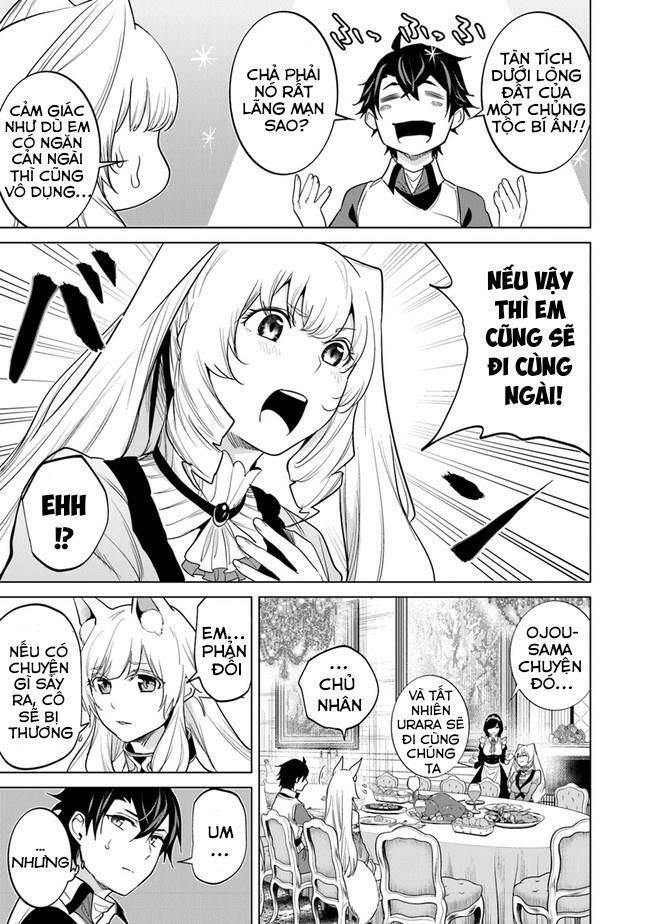 ふっふっふっ
TÀN TÍCH
DƯỚI LÒNG
ĐẤT CỦA
MỘT CHỦNG
TỘC BÍ ẨN!!
CHẢ PHẢI
NÓ RẤT
LÃNG MẠN
SAO?
CẢM GIÁC
NHƯ DÙ EM
CÓ NGĂN
CẢN NGÀI
THÌ CŨNG
VÔ DỤNG...
NẾU VẬY
THÌ EM
CŨNG SẼ
ĐI CÙNG
NGÀI!
EHH
!?
OJOU-
SAMA
CHUYỆN
ĐÓ...
VÀ TẤT
NHIÊN
URARA SẼ
ĐI CÙNG
CHÚNG
TA
...
CHỦ
NHÂN
EM...
PHẢN
ĐỐI
NẾU CÓ
CHUYỆN
GÌ SẢY
RA, CÔ
SẼ BỊ
THƯƠNG
UM...
...
NHƯNG